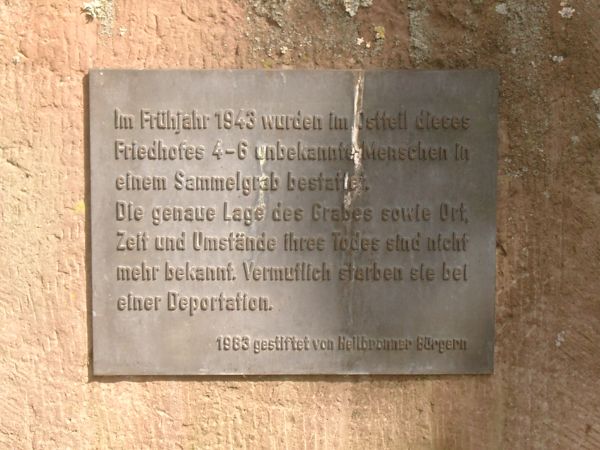 Im Frühjahr 1943 wurden im Ostteil dieses
Friedhofes 4-6 unbekannte Menschen in
einem Sammelgrab bestattet.
Die genaue Lage des Grabes sowie Ort,
Zeit und Umstände ihres Todes sind nicht
mehr bekannt. Vermutlich starben sie bei
einer Deportation.
1983 gestiftet von Heilbronner Bürgern